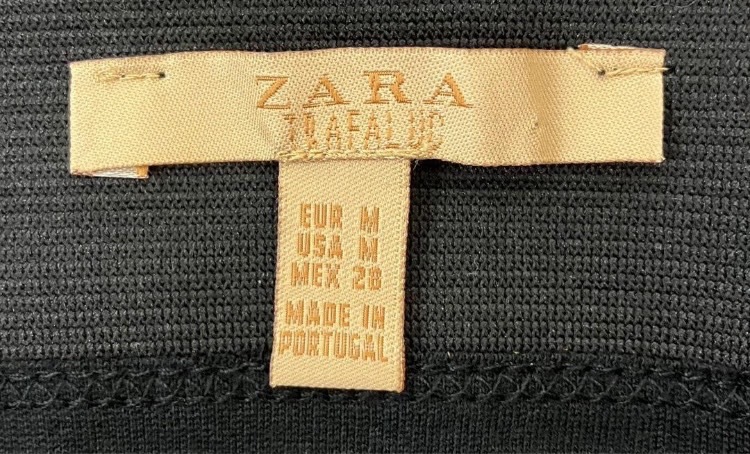 ZARA
TRAFALUC
EUR M
USA M
MEX 28
MADE IN
PORTUGAL